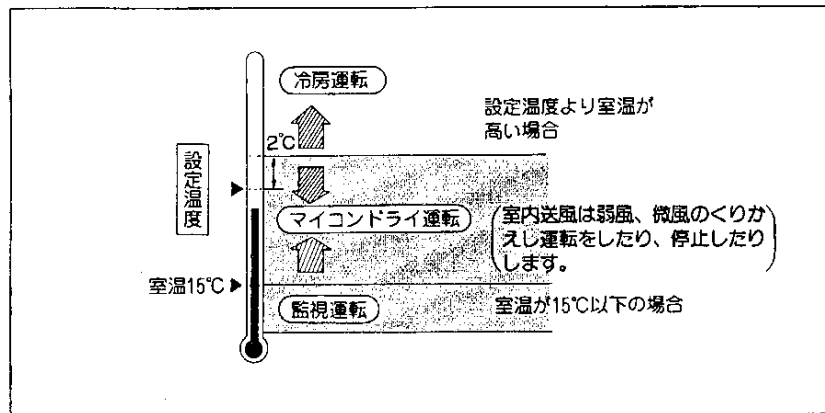 冷房運転
設定温度より室温が
高い場合
2℃
設定温度
マイコンドライ運転
(室内送風は弱風、微風のくりか
えし運転をしたり、停止したり
します。)
室温15℃
監視運転
室温が15℃以下の場合